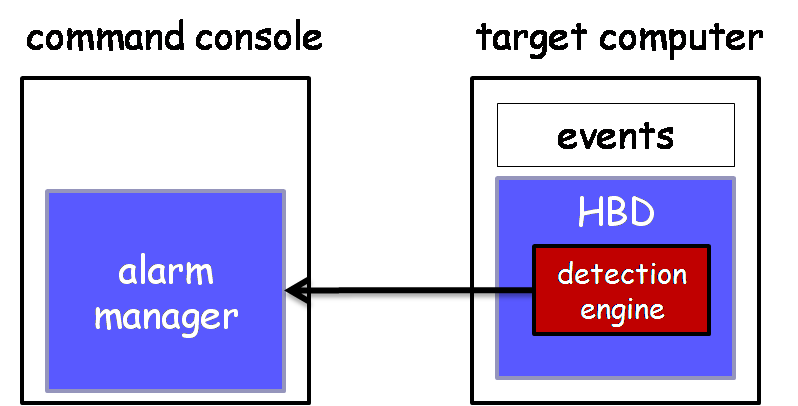 command console
target computer
events
HBD
alarm
manager
detection
engine